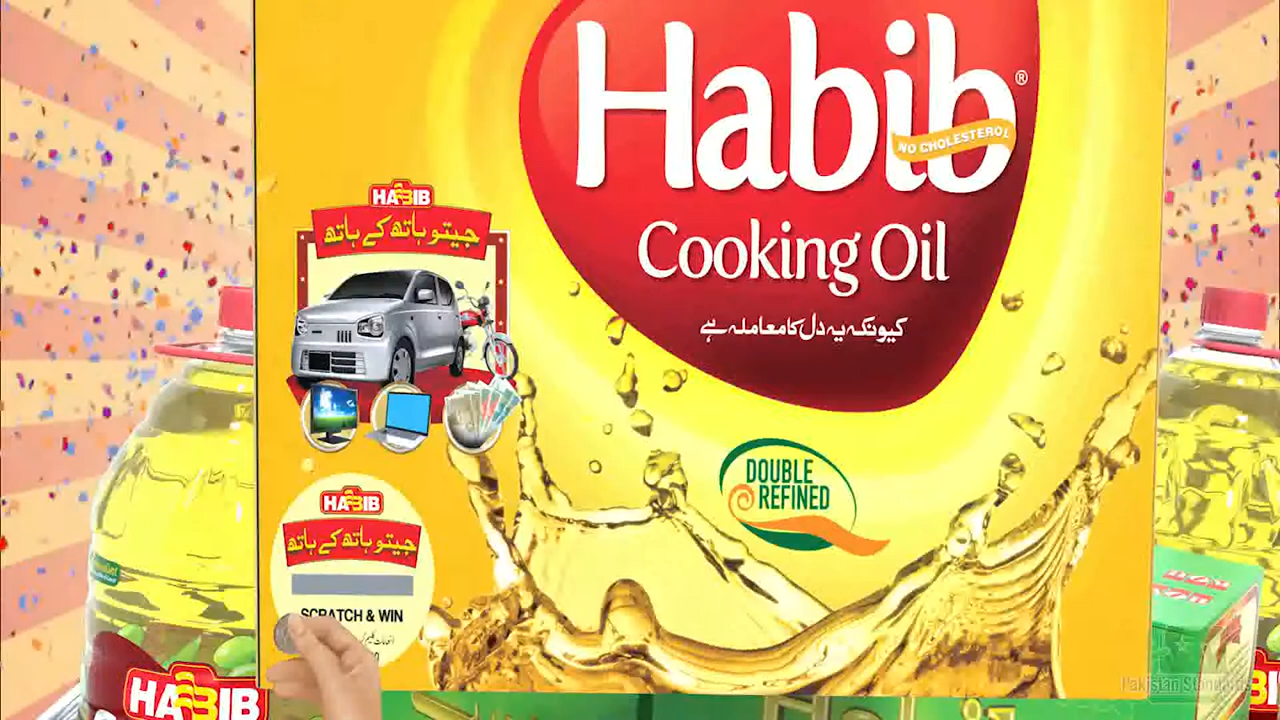 Habib®
NO CHOLESTEROL
Cooking Oil
کیونکہ یہ دل کا معاملہ ہے
HABIB
جیتو ہاتھ کے ہاتھ
DOUBLE
REFINED
HABIB
جیتو ہاتھ کے ہاتھ
SCRATCH & WIN
HABIB